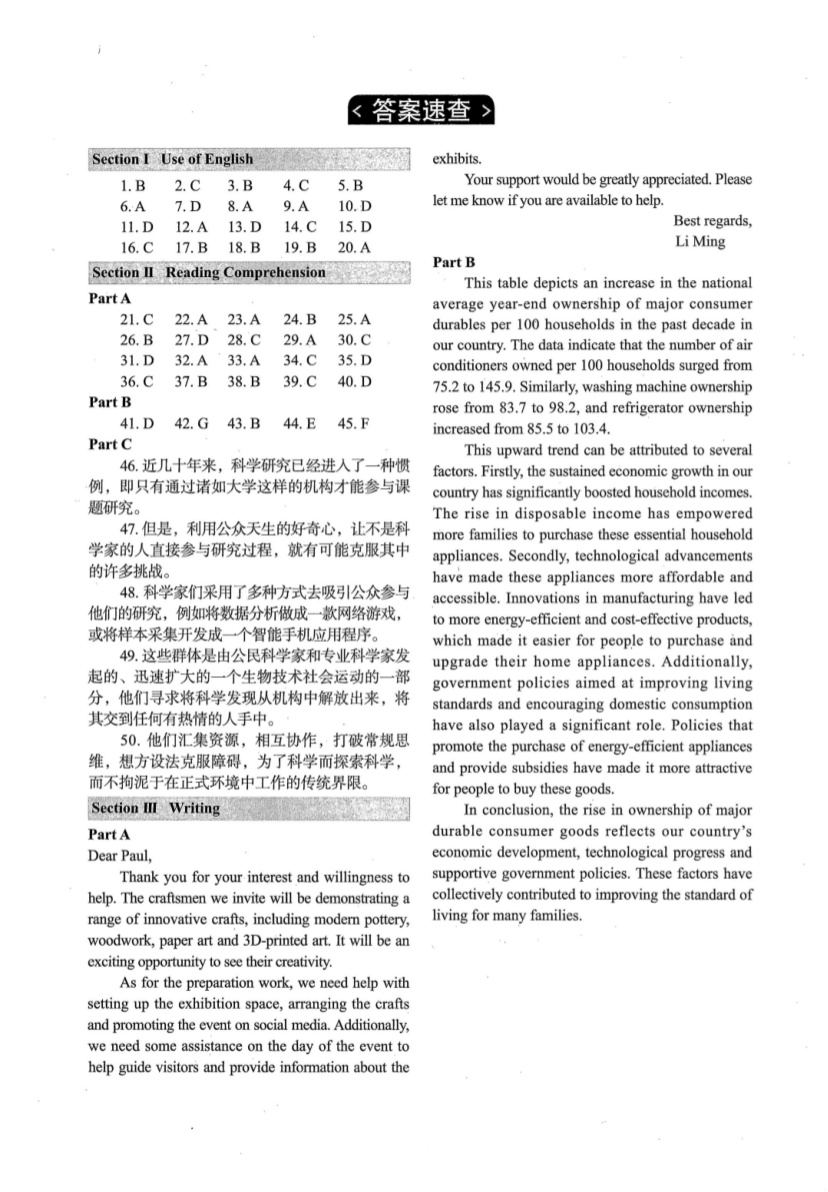 < 答案速查 >
Section I Use of English
1. B 2. C 3. B 4. C 5. B
6. A 7. D 8. A 9. A 10. D
11. D 12. A 13. D 14. C 15. D
16. C 17. B 18. B 19. B 20. A
Section II Reading Comprehension
Part A
21. C 22. A 23. A 24. B 25. A
26. B 27. D 28. C 29. A 30. C
31. D 32. A 33. A 34. C 35. D
36. C 37. B 38. B 39. C 40. D
Part B
41. D 42. G 43. B 44. E 45. F
Part C
46. 近几十年来，科学研究已经进入了一种惯
例，即只有通过诸如大学这样的机构才能参与课
题研究。
47. 但是，利用公众天生的好奇心，让不是科
学家的人直接参与研究过程，就有可能克服其中
的许多挑战。
48. 科学家们采用了多种方式去吸引公众参与
他们的研究，例如将数据分析做成一款网络游戏，
或将样本采集开发成一个智能手机应用程序。
49. 这些群体是由公民科学家和专业科学家发
起的、迅速扩大的一个生物技术社会运动的一部
分，他们寻求将科学发现从机构中解放出来，将
其交到任何有热情的人手中。
50. 他们汇集资源，相互协作，打破常规思
维，想方设法克服障碍，为了科学而探索科学，
而不拘泥于在正式环境中工作的传统界限。
Section III Writing
Part A
Dear Paul,
Thank you for your interest and willingness to
help. The craftsmen we invite will be demonstrating a
range of innovative crafts, including modern pottery,
woodwork, paper art and 3D-printed art. It will be an
exciting opportunity to see their creativity.
As for the preparation work, we need help with
setting up the exhibition space, arranging the crafts
and promoting the event on social media. Additionally,
we need some assistance on the day of the event to
help guide visitors and provide information about the
exhibits.
Your support would be greatly appreciated. Please
let me know if you are available to help.
Best regards,
Li Ming
Part B
This table depicts an increase in the national
average year-end ownership of major consumer
durables per 100 households in the past decade in
our country. The data indicate that the number of air
conditioners owned per 100 households surged from
75.2 to 145.9. Similarly, washing machine ownership
rose from 83.7 to 98.2, and refrigerator ownership
increased from 85.5 to 103.4.
This upward trend can be attributed to several
factors. Firstly, the sustained economic growth in our
country has significantly boosted household incomes.
The rise in disposable income has empowered
more families to purchase these essential household
appliances. Secondly, technological advancements
have made these appliances more affordable and
accessible. Innovations in manufacturing have led
to more energy-efficient and cost-effective products,
which made it easier for people to purchase and
upgrade their home appliances. Additionally,
government policies aimed at improving living
standards and encouraging domestic consumption
have also played a significant role. Policies that
promote the purchase of energy-efficient appliances
and provide subsidies have made it more attractive
for people to buy these goods.
In conclusion, the rise in ownership of major
durable consumer goods reflects our country's
economic development, technological progress and
supportive government policies. These factors have
collectively contributed to improving the standard of
living for many families.